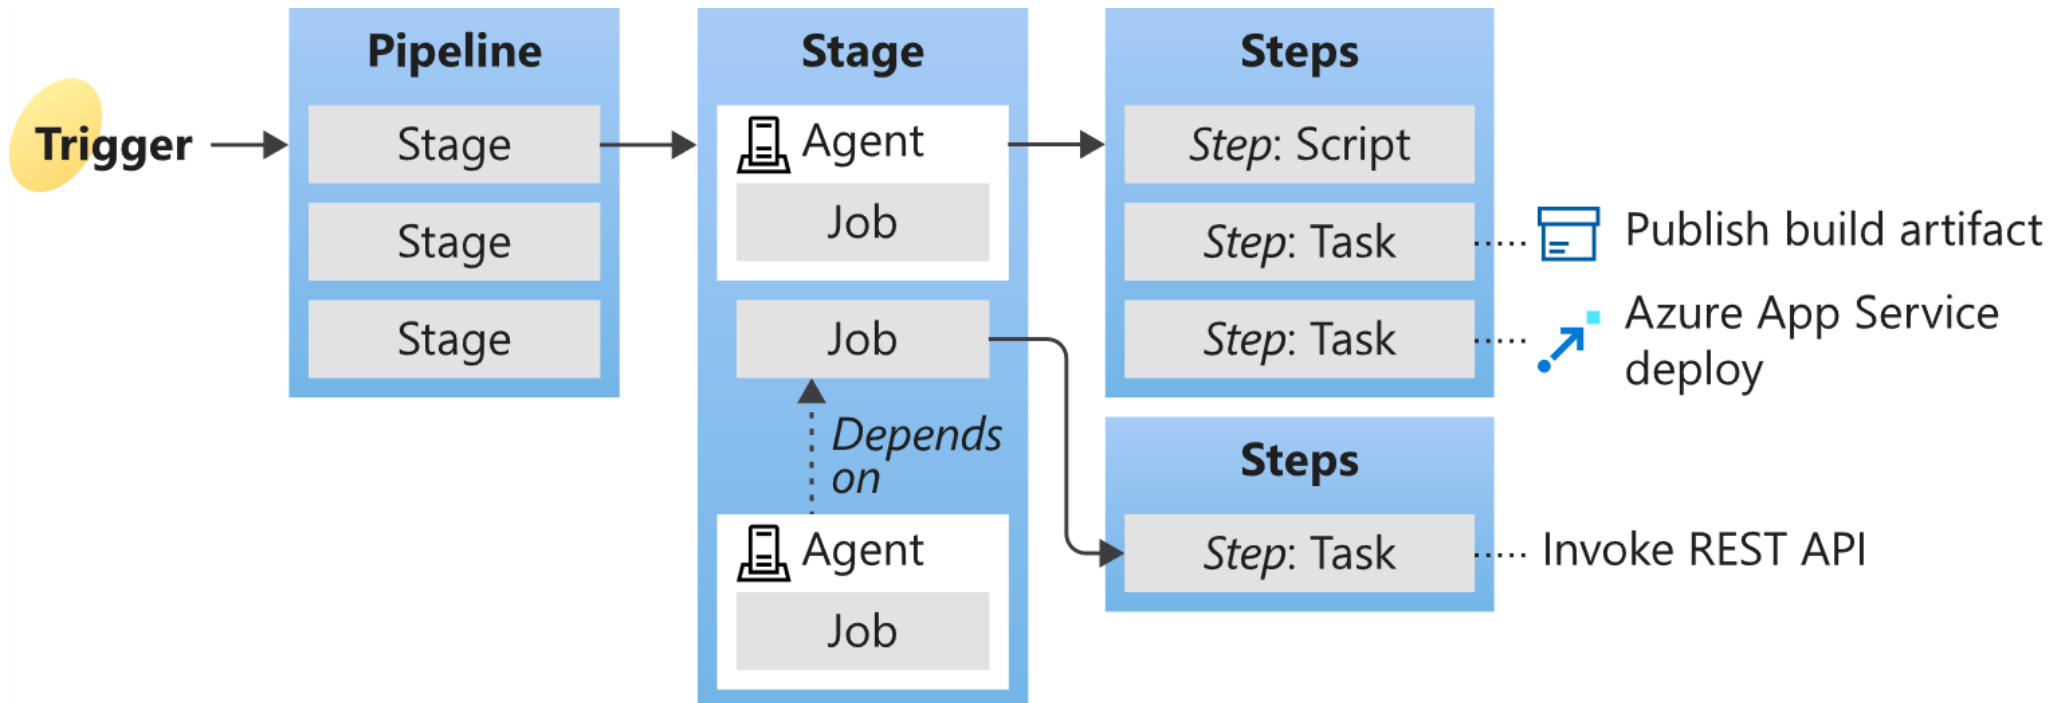 Trigger
Pipeline
Stage
Stage
Stage
Stage
Agent
Job
Job
Depends
on
Agent
Job
Steps
Step: Script
Step: Task
Publish build artifact
Step: Task
Azure App Service
deploy
Steps
Step: Task
Invoke REST API